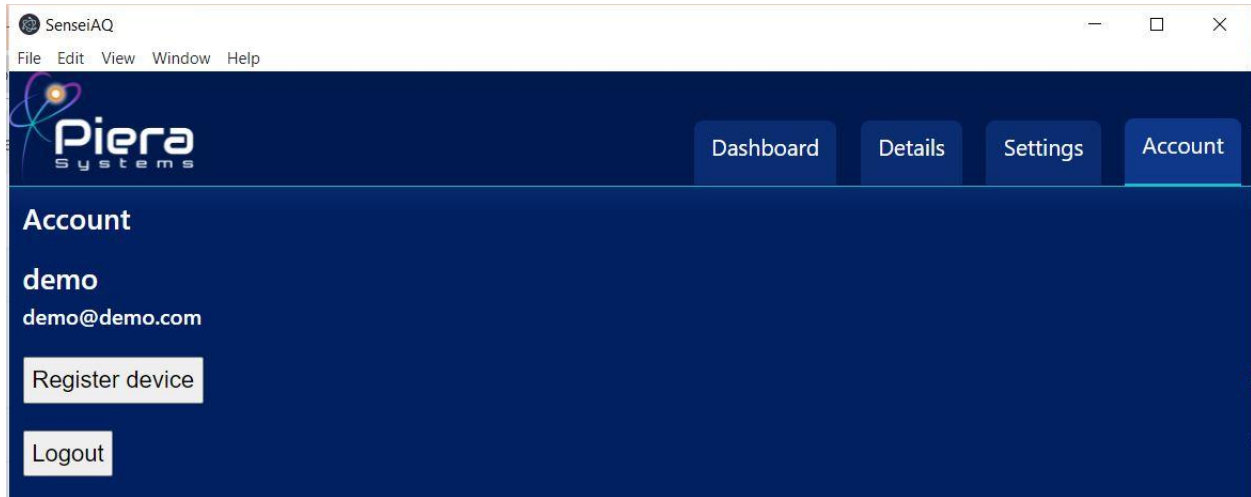 SenseiAQ
File Edit View Window Help
Piera
Systems
Dashboard Details Settings Account
Account
demo
demo@demo.com
Register device
Logout